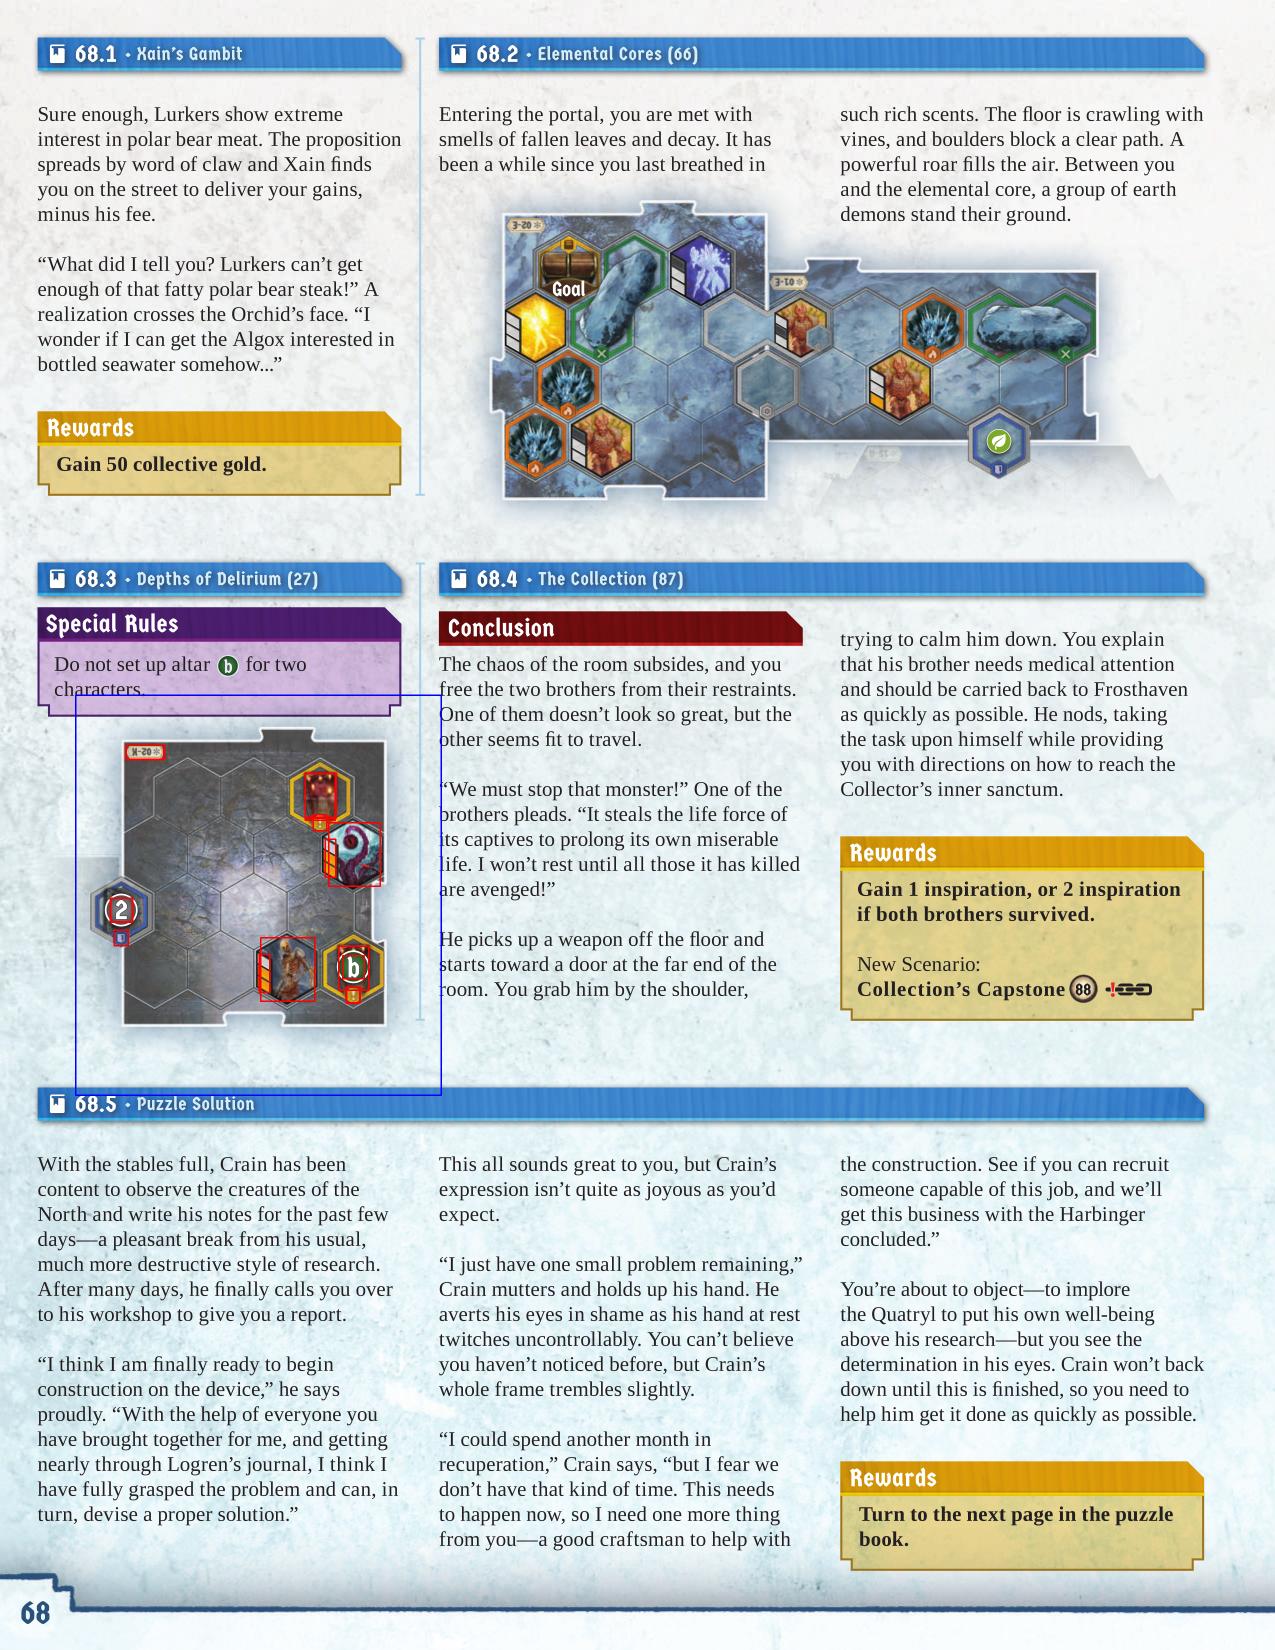 68.1 • Xain's Gambit
Sure enough, Lurkers show extreme
interest in polar bear meat. The proposition
spreads by word of claw and Xain finds
you on the street to deliver your gains,
minus his fee.
“What did I tell you? Lurkers can’t get
enough of that fatty polar bear steak!” A
realization crosses the Orchid’s face. “I
wonder if I can get the Algox interested in
bottled seawater somehow...”
Rewards
Gain 50 collective gold.
68.2 • Elemental Cores (66)
Entering the portal, you are met with
smells of fallen leaves and decay. It has
been a while since you last breathed in
such rich scents. The floor is crawling with
vines, and boulders block a clear path. A
powerful roar fills the air. Between you
and the elemental core, a group of earth
demons stand their ground.
02-E
Goal
01-E
68.3 • Depths of Delirium (27)
Special Rules
Do not set up altar b for two
characters.
02-K
2
b
68.4 • The Collection (87)
Conclusion
The chaos of the room subsides, and you
free the two brothers from their restraints.
One of them doesn’t look so great, but the
other seems fit to travel.
“We must stop that monster!” One of the
brothers pleads. “It steals the life force of
its captives to prolong its own miserable
life. I won’t rest until all those it has killed
are avenged!”
He picks up a weapon off the floor and
starts toward a door at the far end of the
room. You grab him by the shoulder,
trying to calm him down. You explain
that his brother needs medical attention
and should be carried back to Frosthaven
as quickly as possible. He nods, taking
the task upon himself while providing
you with directions on how to reach the
Collector’s inner sanctum.
Rewards
Gain 1 inspiration, or 2 inspiration
if both brothers survived.
New Scenario:
Collection’s Capstone 88 !
68.5 • Puzzle Solution
With the stables full, Crain has been
content to observe the creatures of the
North and write his notes for the past few
days—a pleasant break from his usual,
much more destructive style of research.
After many days, he finally calls you over
to his workshop to give you a report.
“I think I am finally ready to begin
construction on the device,” he says
proudly. “With the help of everyone you
have brought together for me, and getting
nearly through Logren’s journal, I think I
have fully grasped the problem and can, in
turn, devise a proper solution.”
This all sounds great to you, but Crain’s
expression isn’t quite as joyous as you’d
expect.
“I just have one small problem remaining,”
Crain mutters and holds up his hand. He
averts his eyes in shame as his hand at rest
twitches uncontrollably. You can’t believe
you haven’t noticed before, but Crain’s
whole frame trembles slightly.
“I could spend another month in
recuperation,” Crain says, “but I fear we
don’t have that kind of time. This needs
to happen now, so I need one more thing
from you—a good craftsman to help with
the construction. See if you can recruit
someone capable of this job, and we’ll
get this business with the Harbinger
concluded.”
You’re about to object—to implore
the Quatryl to put his own well-being
above his research—but you see the
determination in his eyes. Crain won’t back
down until this is finished, so you need to
help him get it done as quickly as possible.
Rewards
Turn to the next page in the puzzle
book.
68